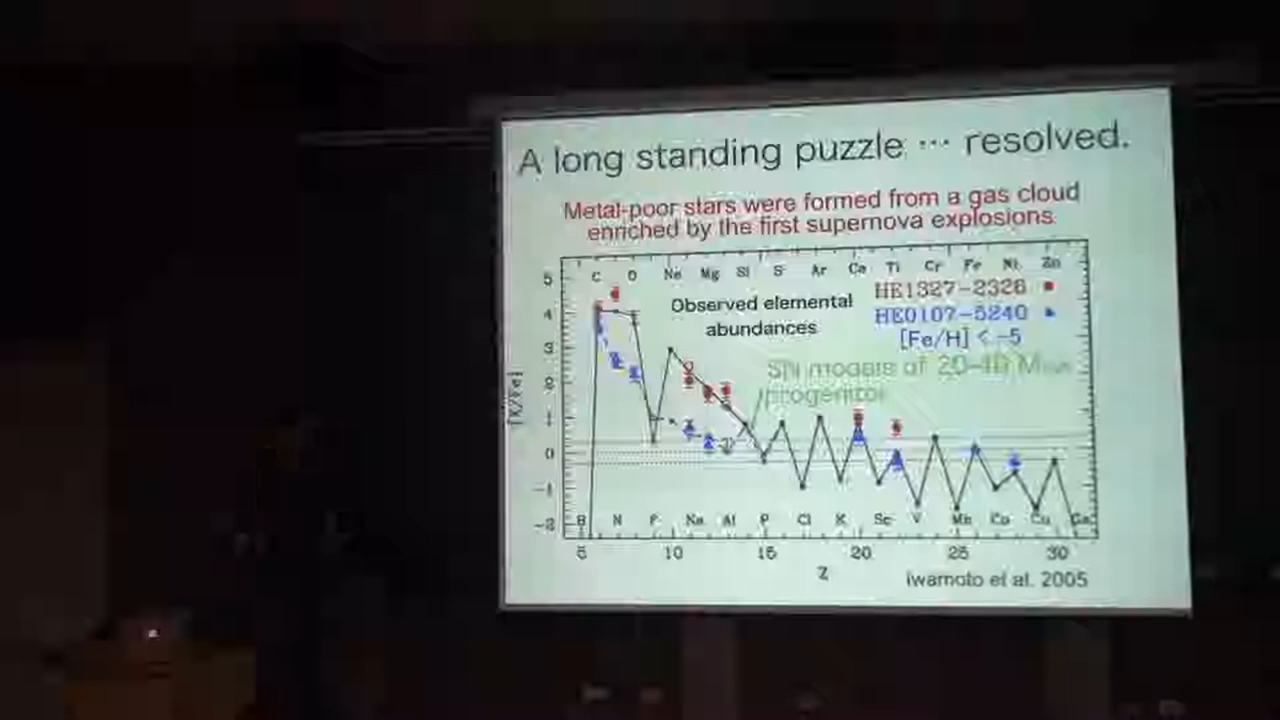 A long standing puzzle ... resolved.
Metal-poor stars were formed from a gas cloud
enriched by the first supernova explosions.
C O Ne Mg Si S Ar Ca Ti Cr Fe Ni Zn
HE1327-2326
Observed elemental
HE0107-5240
abundances
[Fe/H] < -5
SN models of 20-40 M
progenitor
[X/Fe]
5
4
3
2
1
0
-1
-2
B N F Na Al P Cl K Sc V Mn Co Cu Ga
5 10 15 20 25 30
Z
Iwamoto et al. 2005